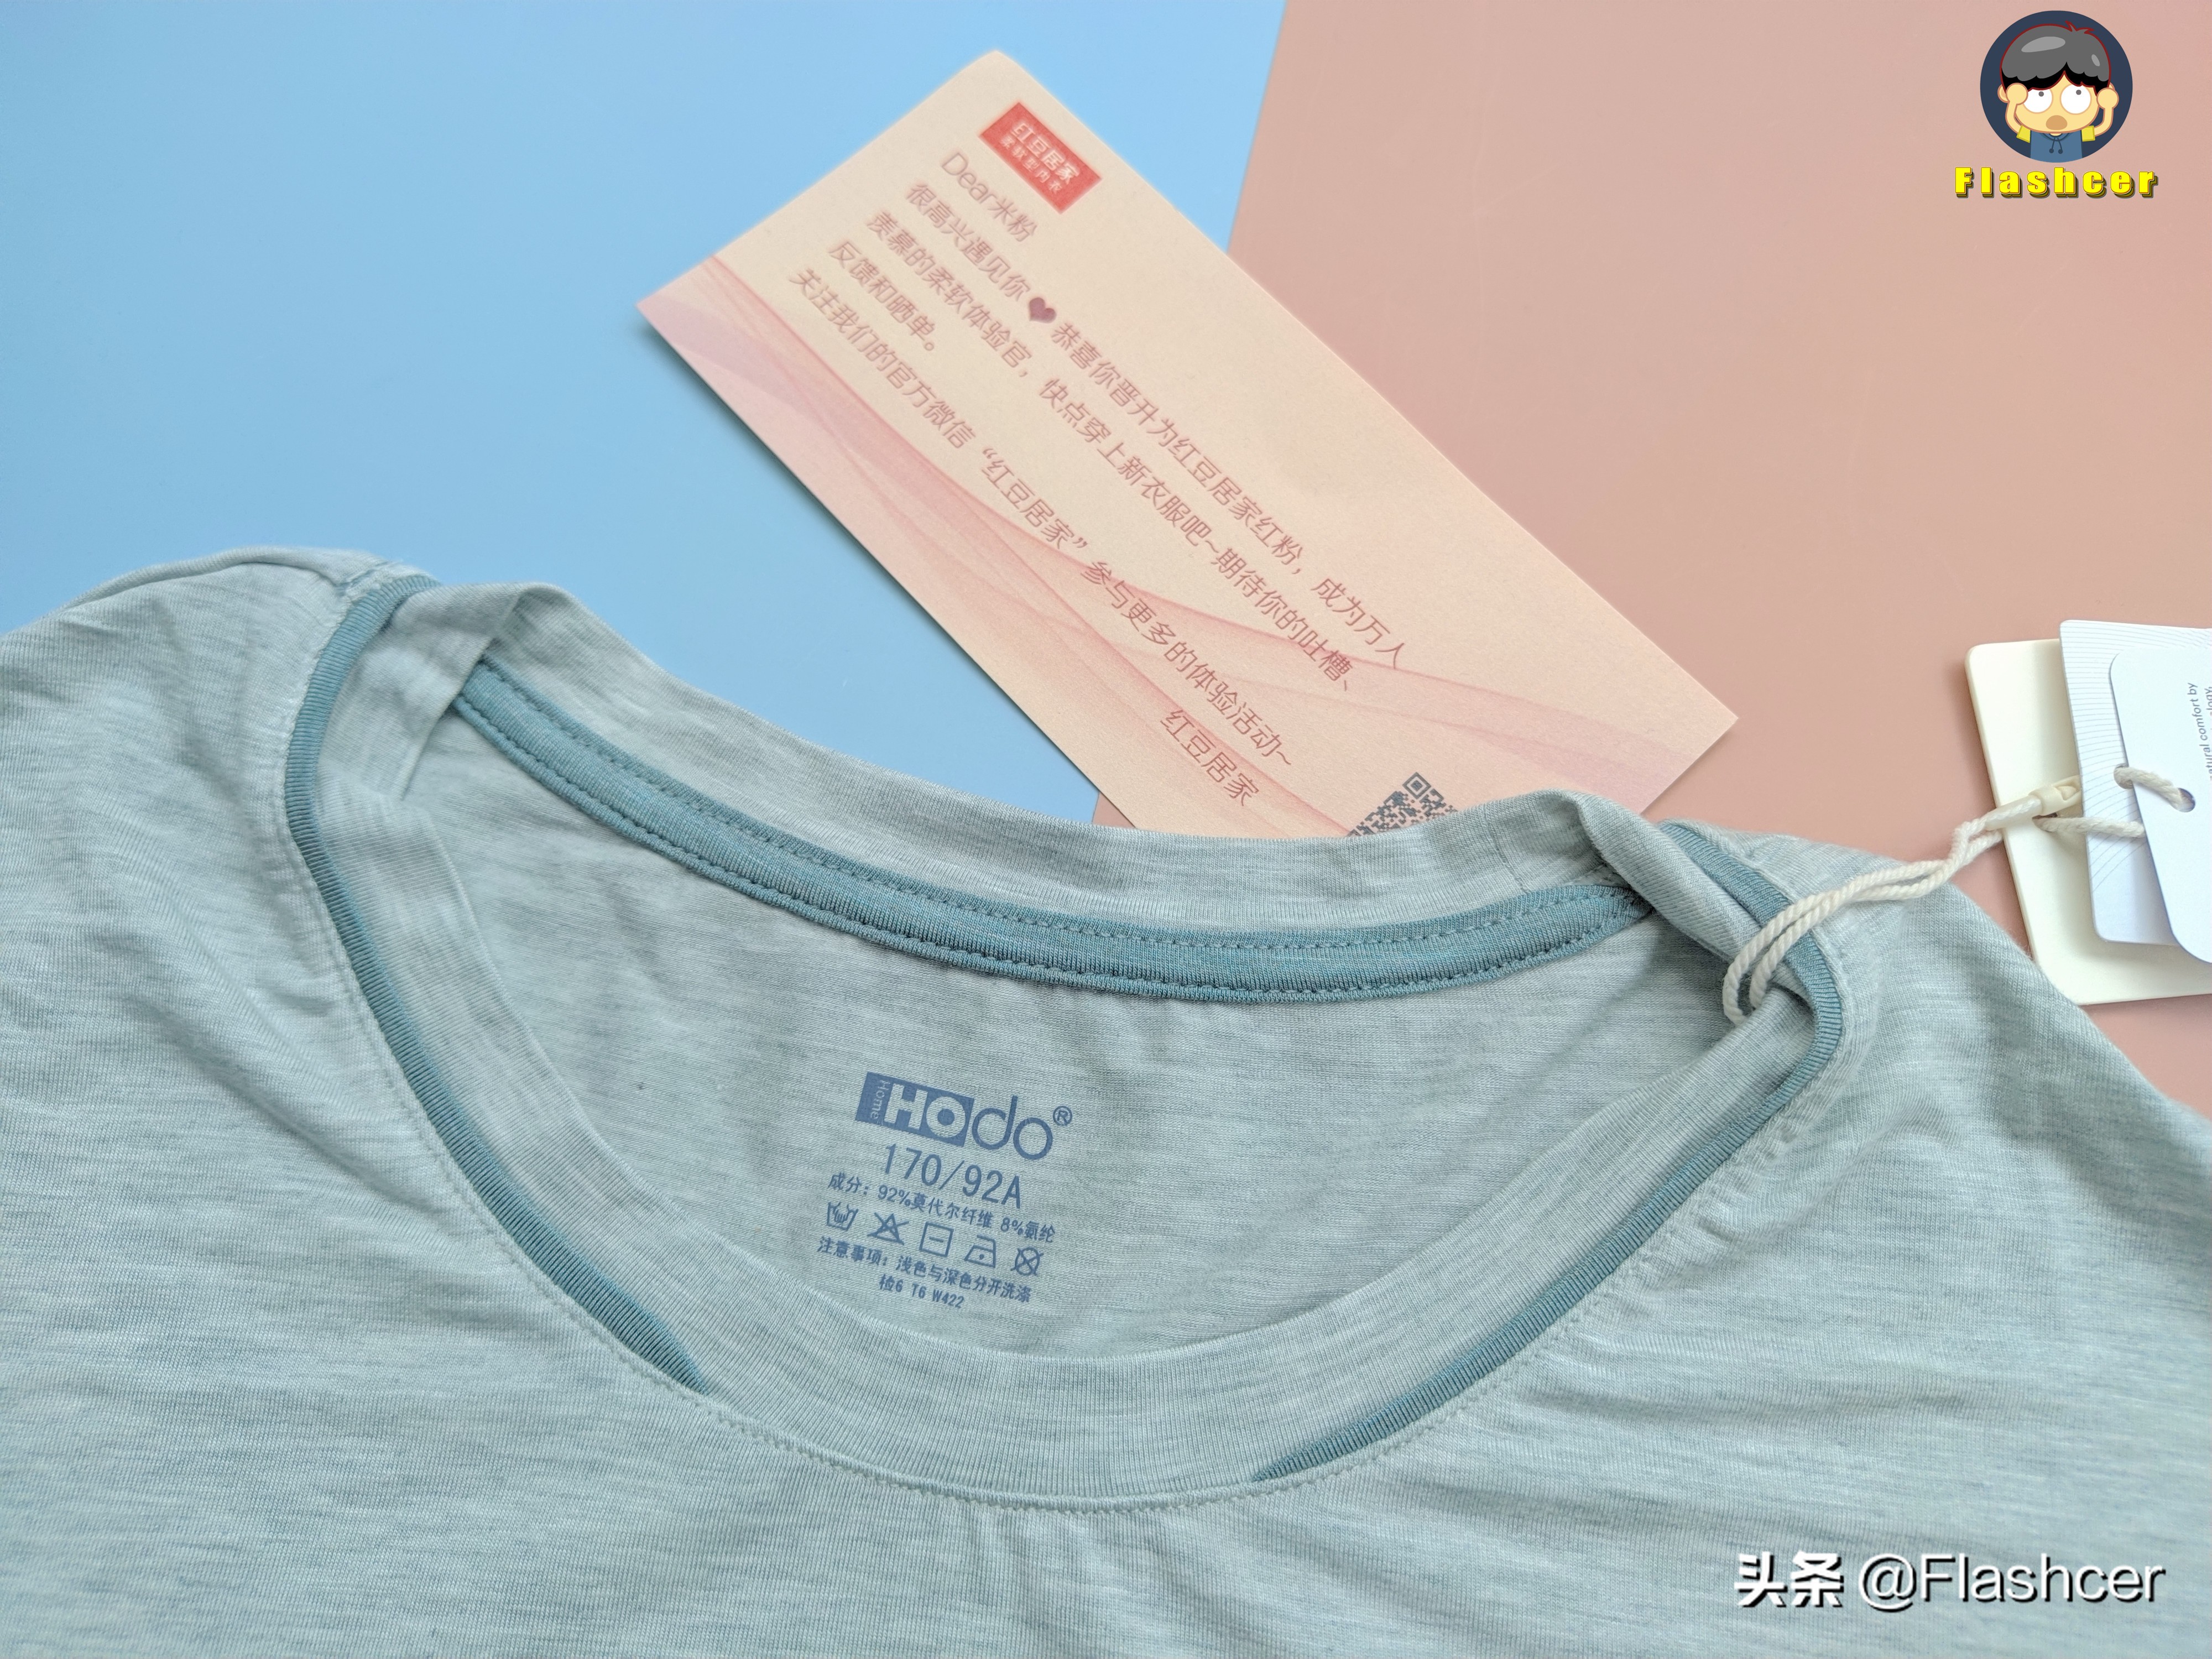 Flashcer
红豆居家
柔软型内衣
Dear米粉
很高兴遇见你❤恭喜你晋升为红豆居家红粉，成为万人
羡慕的柔软体验官，快点穿上新衣服吧~期待你的吐槽、
反馈和晒单。
关注我们的官方微信“红豆居家”参与更多的体验活动~
红豆居家
atural comfort by
Home HOdo®
170/92A
成分：92%莫代尔纤维 8%氨纶
注意事项：浅色与深色分开洗涤
检6 T6 W422
头条 @Flashcer